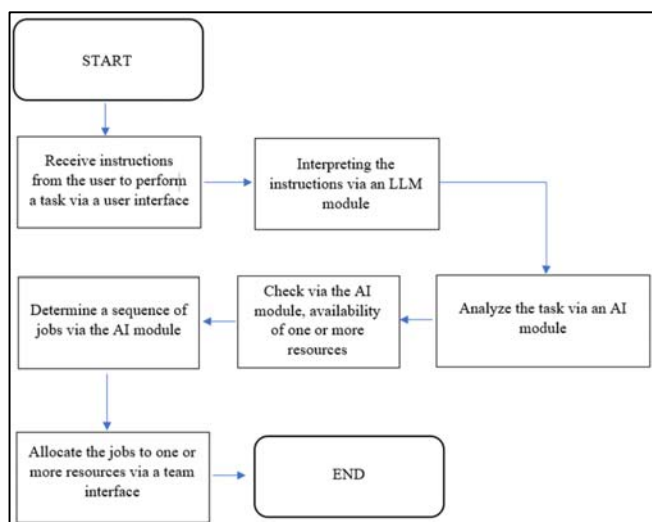 START
Receive instructions
from the user to perform
a task via a user interface
Interpreting the
instructions via an LLM
module
Analyze the task via an AI
module
Check via the AI
module, availability
of one or more
resources
Determine a sequence of
jobs via the AI module
Allocate the jobs to one or
more resources via a team
interface
END